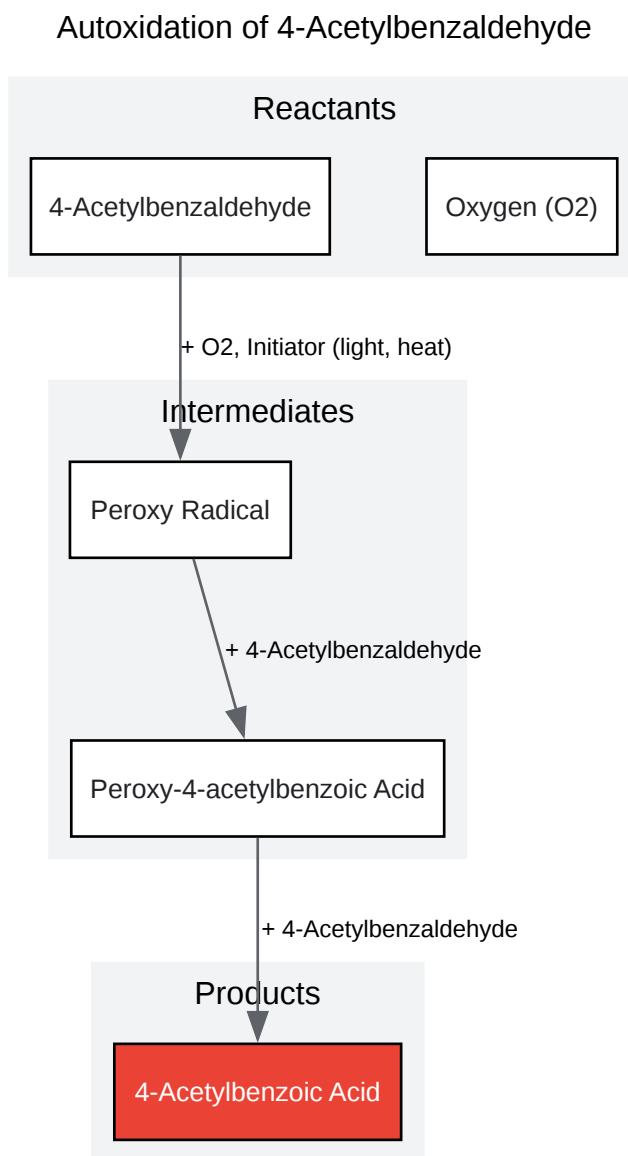 Autoxidation of 4-Acetylbenzaldehyde
Reactants
4-Acetylbenzaldehyde
Oxygen (O2)
+ O2, Initiator (light, heat)
Intermediates
Peroxy Radical
+ 4-Acetylbenzaldehyde
Peroxy-4-acetylbenzoic Acid
+ 4-Acetylbenzaldehyde
Products
4-Acetylbenzoic Acid